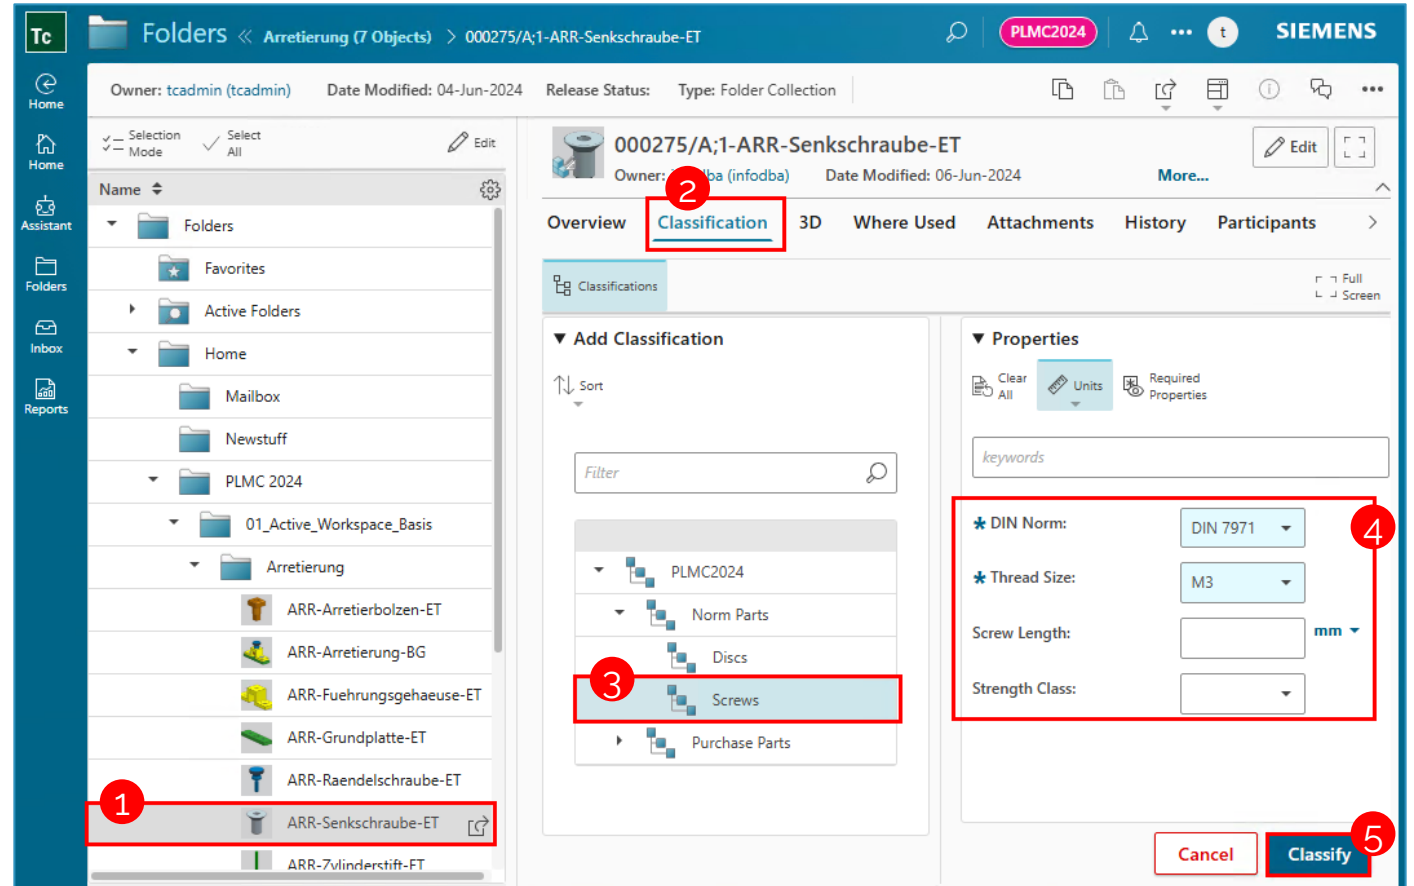 Tc
Folders « Arretierung (7 Objects) > 000275/A;1-ARR-Senkschraube-ET
PLMC2024
t
SIEMENS
Home
Home
Assistant
Folders
Inbox
Reports
Owner: tcadmin (tcadmin) Date Modified: 04-Jun-2024 Release Status: Type: Folder Collection
Selection Mode
Select All
Edit
Name
Folders
Favorites
Active Folders
Home
Mailbox
Newstuff
PLMC 2024
01_Active_Workspace_Basis
Arretierung
ARR-Arretierbolzen-ET
ARR-Arretierung-BG
ARR-Fuehrungsgehaeuse-ET
ARR-Grundplatte-ET
ARR-Raendelschraube-ET
1
ARR-Senkschraube-ET
ARR-Zylinderstift-ET
000275/A;1-ARR-Senkschraube-ET
Edit
Owner: (infodba) Date Modified: 06-Jun-2024 More...
2
Overview Classification 3D Where Used Attachments History Participants
Classifications
Full Screen
Add Classification
Sort
Filter
PLMC2024
Norm Parts
Discs
3
Screws
Purchase Parts
Properties
Clear All
Units
Required Properties
keywords
DIN Norm: DIN 7971
4
Thread Size: M3
Screw Length: mm
Strength Class:
Cancel
Classify
5